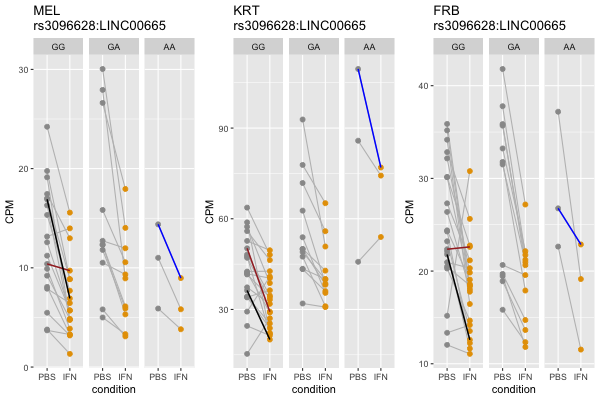 MEL
rs3096628:LINC00665
GG GA AA
30
20
10
0
CPM
PBS IFN PBS IFN PBS IFN
condition
KRT
rs3096628:LINC00665
GG GA AA
90
60
30
CPM
PBS IFN PBS IFN PBS IFN
condition
FRB
rs3096628:LINC00665
GG GA AA
40
30
20
10
CPM
PBS IFN PBS IFN PBS IFN
condition